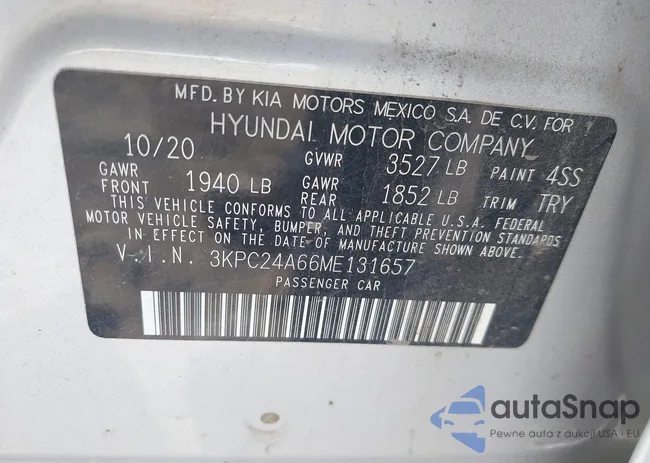 MFD. BY KIA MOTORS MEXICO S.A. DE C.V. FOR
HYUNDAI MOTOR COMPANY
10/20 GVWR 3527 LB PAINT 4SS
GAWR FRONT 1940 LB GAWR REAR 1852 LB TRIM TRY
THIS VEHICLE CONFORMS TO ALL APPLICABLE U.S.A. FEDERAL
MOTOR VEHICLE SAFETY, BUMPER, AND THEFT PREVENTION STANDARDS
IN EFFECT ON THE DATE OF MANUFACTURE SHOWN ABOVE.
V.I.N. 3KPC24A66ME131657
PASSENGER CAR
autaSnap
Pewne auta z aukcji USA i EU